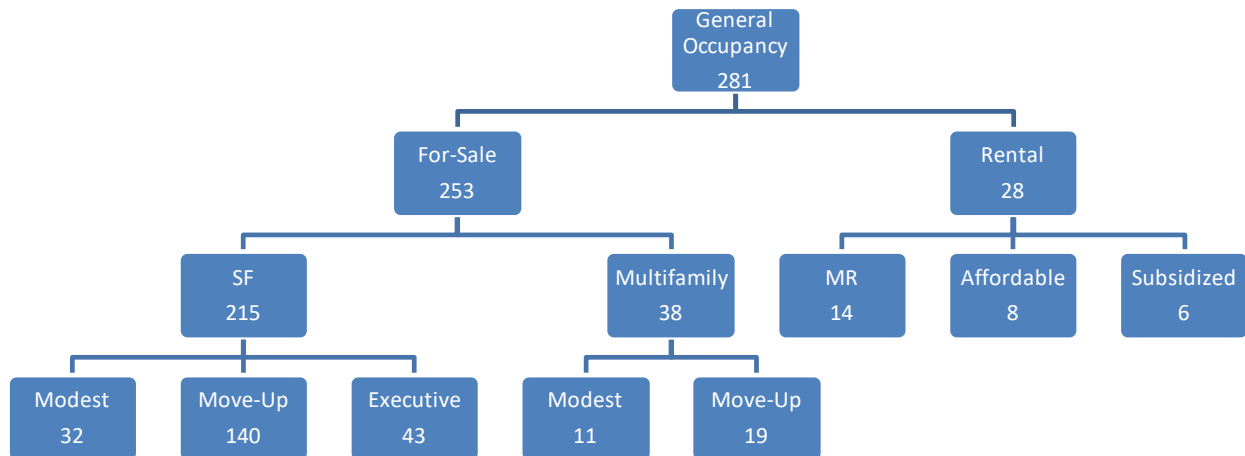 General
Occupancy
281
For-Sale
253
Rental
28
SF
215
Multifamily
38
MR
14
Affordable
8
Subsidized
6
Modest
32
Move-Up
140
Executive
43
Modest
11
Move-Up
19